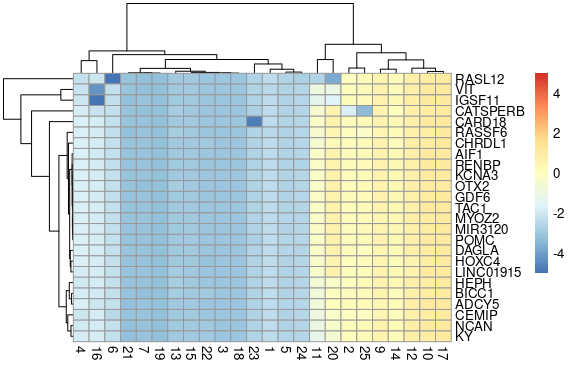 RASL12
VIT
IGSF11
CATSPERB
CARD18
RASSF6
CHRDL1
AIF1
RENBP
KCNA3
OTX2
GDF6
TAC1
MYOZ2
MIR3120
POMC
DAGLA
HOXC4
LINC01915
HEPH
BICC1
ADCY5
CEMIP
NCAN
KY
4 16 6 21 7 19 13 15 22 3 18 23 1 5 24 11 20 2 25 9 14 12 10 17
4
2
0
-2
-4